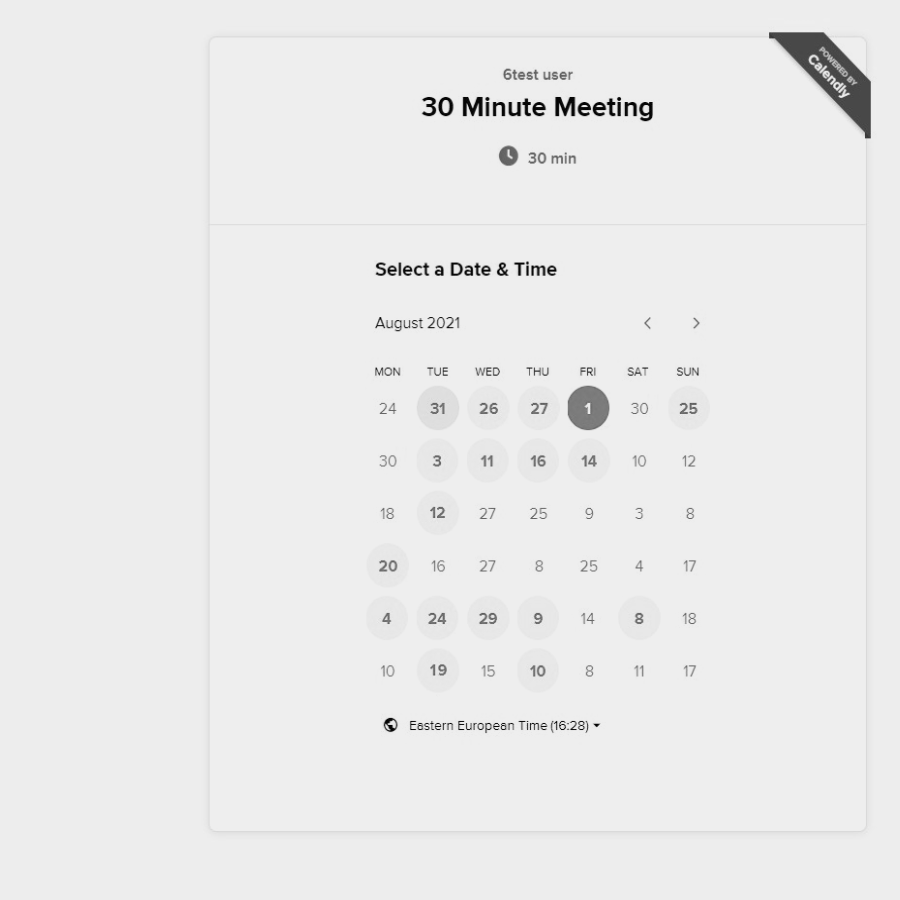 POWERED BY
Calendly
6test user
30 Minute Meeting
30 min
Select a Date & Time
August 2021
MON TUE WED THU FRI SAT SUN
24 31 26 27 1 30 25
30 3 11 16 14 10 12
18 12 27 25 9 3 8
20 16 27 8 25 4 17
4 24 29 9 14 8 18
10 19 15 10 8 11 17
Eastern European Time (16:28)